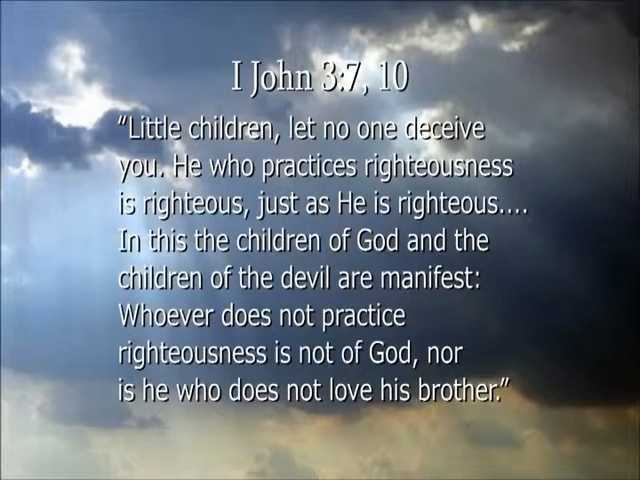 I John 3:7, 10
“Little children, let no one deceive
you. He who practices righteousness
is righteous, just as He is righteous....
In this the children of God and the
children of the devil are manifest:
Whoever does not practice
righteousness is not of God, nor
is he who does not love his brother.”